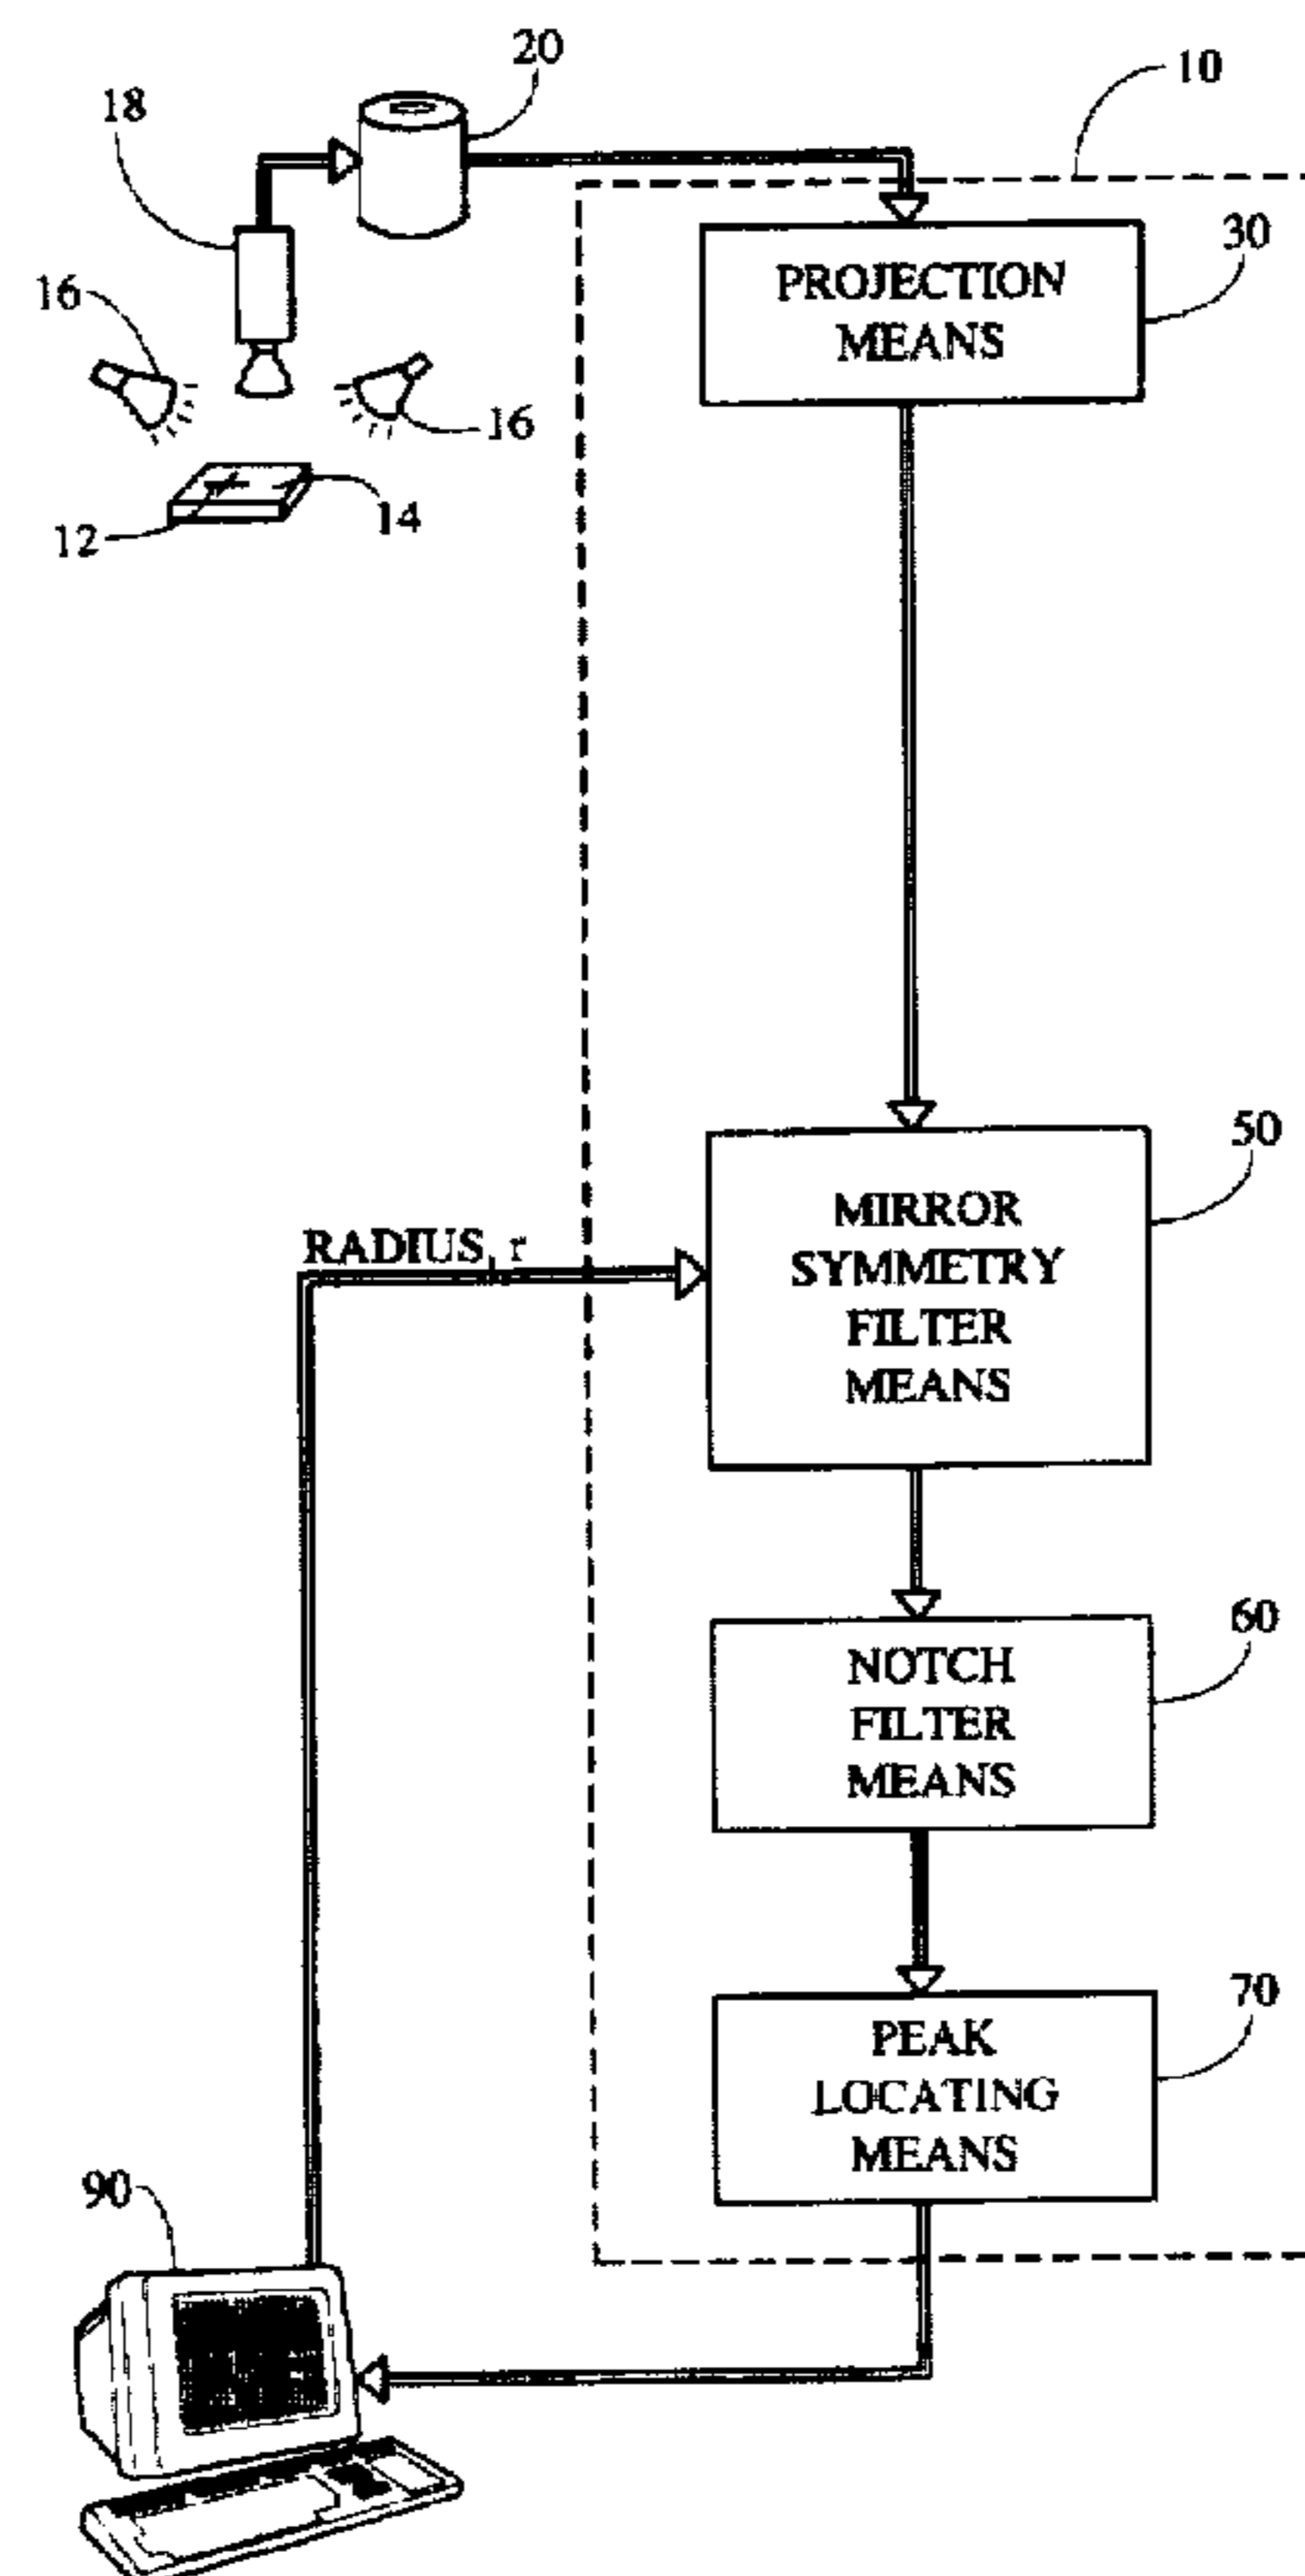 20
10
18
30
PROJECTION
MEANS
16
16
14
12
50
MIRROR
SYMMETRY
FILTER
MEANS
RADIUS, r
60
NOTCH
FILTER
MEANS
70
PEAK
LOCATING
MEANS
90